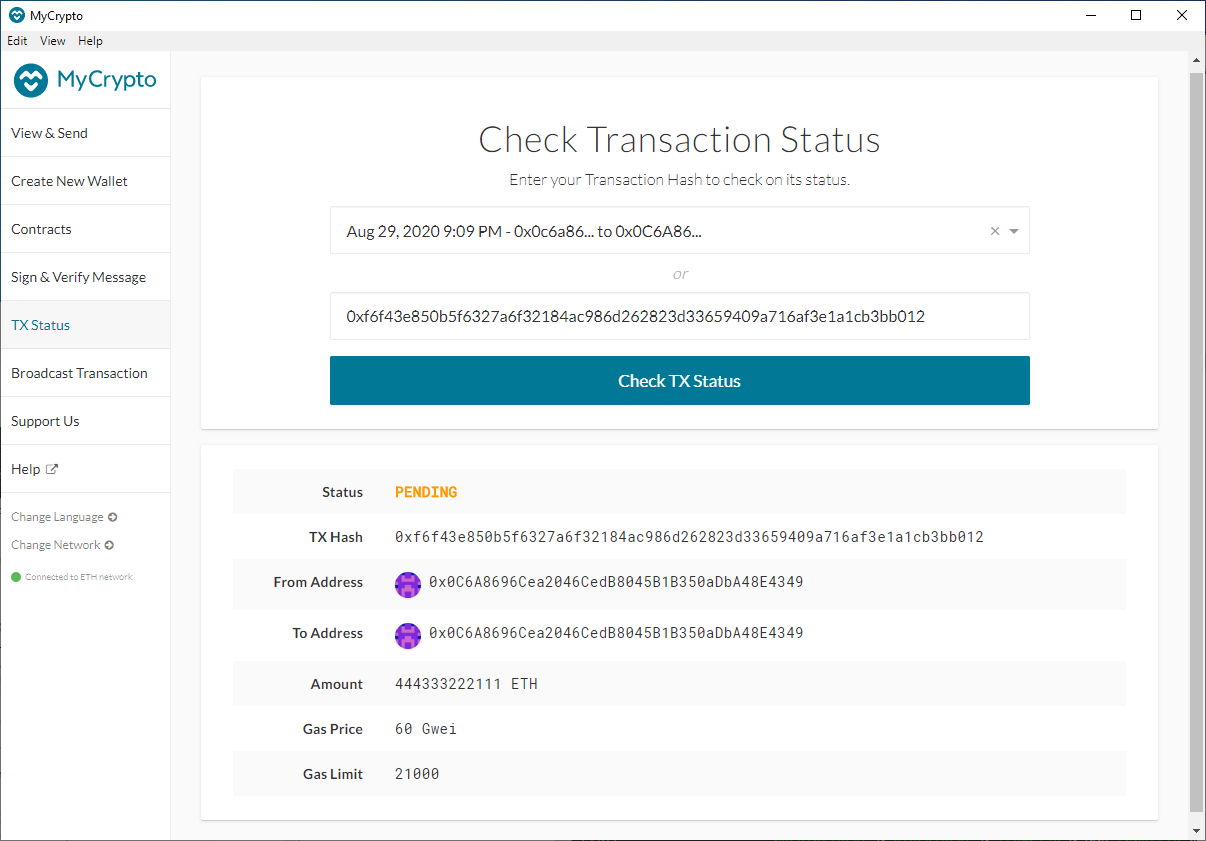 MyCrypto
Edit View Help
MyCrypto
View & Send
Create New Wallet
Contracts
Sign & Verify Message
TX Status
Broadcast Transaction
Support Us
Help
Change Language
Change Network
Connected to ETH network
Check Transaction Status
Enter your Transaction Hash to check on its status.
Aug 29, 2020 9:09 PM - 0x0c6a86... to 0x0C6A86...
or
0xf6f43e850b5f6327a6f32184ac986d262823d33659409a716af3e1a1cb3bb012
Check TX Status
Status PENDING
TX Hash 0xf6f43e850b5f6327a6f32184ac986d262823d33659409a716af3e1a1cb3bb012
From Address 0x0C6A8696Cea2046CedB8045B1B350aDbA48E4349
To Address 0x0C6A8696Cea2046CedB8045B1B350aDbA48E4349
Amount 444333222111 ETH
Gas Price 60 Gwei
Gas Limit 21000